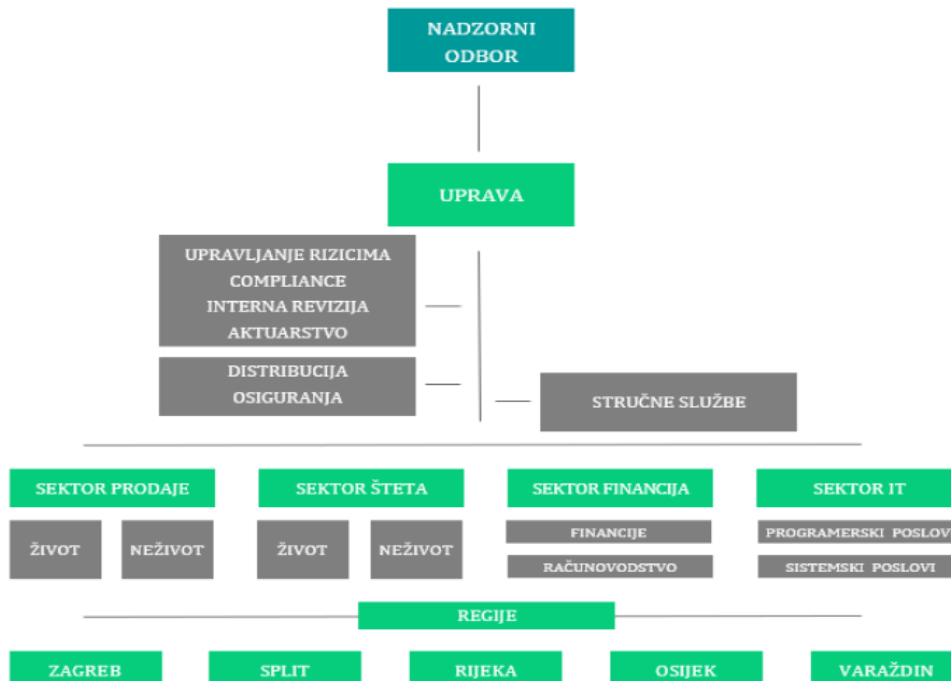 NADZORNI
ODBOR
UPRAVA
UPRAVLJANJE RIZICIMA
COMPLIANCE
INTERNA REVIZIJA
AKTUARSTVO
DISTRIBUCIJA
OSIGURANJA
STRUČNE SLUŽBE
SEKTOR PRODAJE
SEKTOR ŠTETA
SEKTOR FINANCIJA
SEKTOR IT
ŽIVOT
NEŽIVOT
ŽIVOT
NEŽIVOT
FINANCIJE
PROGRAMERSKI POSLOV
RAČUNOVODSTVO
SISTEMSKI POSLOVI
REGIJE
ZAGREB
SPLIT
RIJEKA
OSIJEK
VARAŽDIN